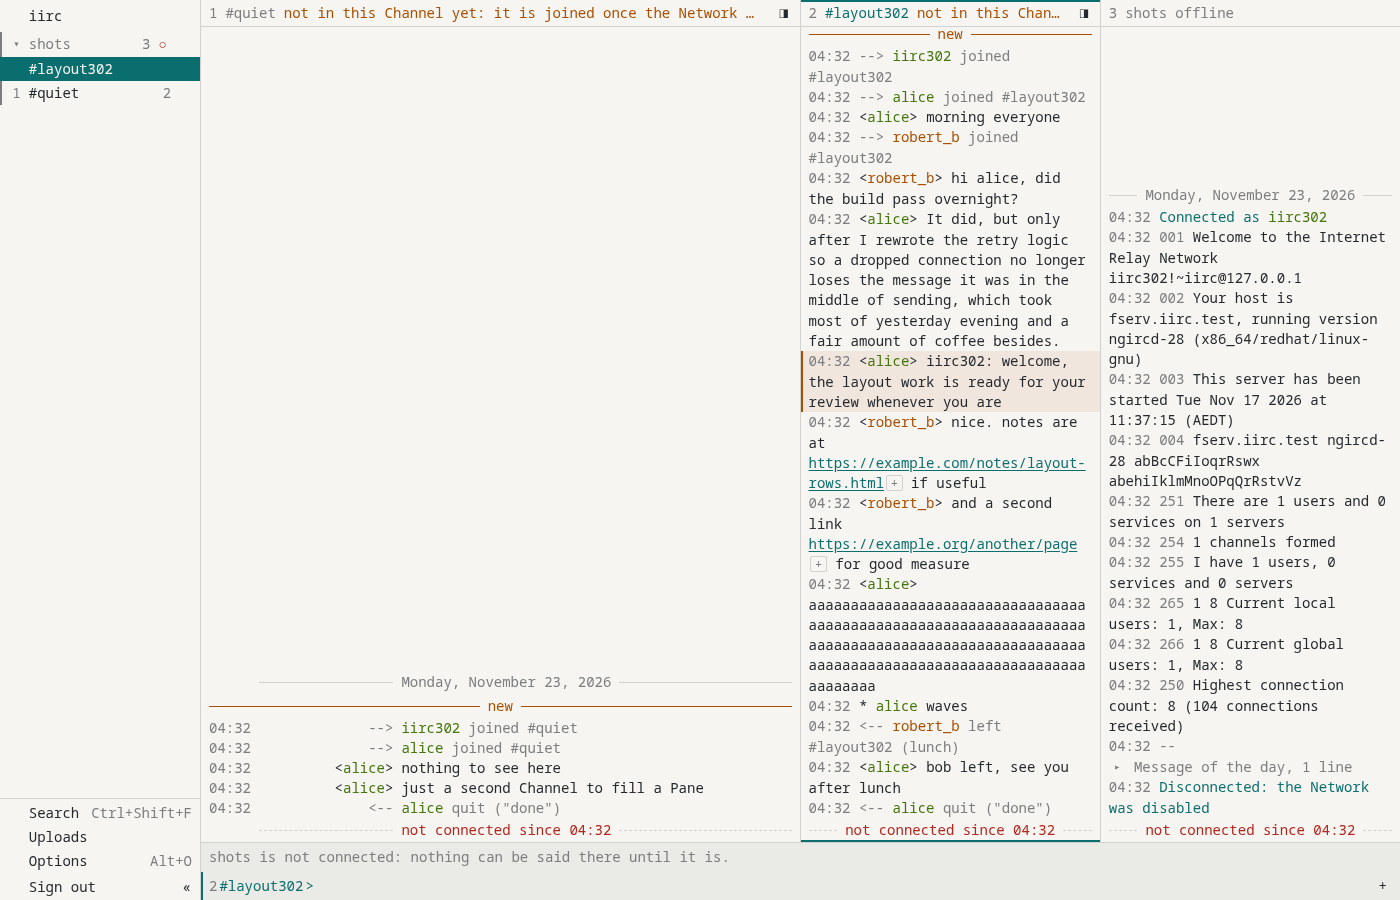 iirc
▾ shots 3 ○
#layout302
1 #quiet 2
Search Ctrl+Shift+F
Uploads
Options Alt+O
Sign out «
1 #quiet not in this Channel yet: it is joined once the Network …
Monday, November 23, 2026
new
04:32 --> iirc302 joined #quiet
04:32 --> alice joined #quiet
04:32 <alice> nothing to see here
04:32 <alice> just a second Channel to fill a Pane
04:32 <-- alice quit ("done")
not connected since 04:32
2 #layout302 not in this Chan…
new
04:32 --> iirc302 joined
#layout302
04:32 --> alice joined #layout302
04:32 <alice> morning everyone
04:32 --> robert_b joined
#layout302
04:32 <robert_b> hi alice, did
the build pass overnight?
04:32 <alice> It did, but only
after I rewrote the retry logic
so a dropped connection no longer
loses the message it was in the
middle of sending, which took
most of yesterday evening and a
fair amount of coffee besides.
04:32 <alice> iirc302: welcome,
the layout work is ready for your
review whenever you are
04:32 <robert_b> nice. notes are
at
https://example.com/notes/layout-
rows.html + if useful
04:32 <robert_b> and a second
link
https://example.org/another/page
+ for good measure
04:32 <alice>
aaaaaaaaaaaaaaaaaaaaaaaaaaaaaaaaa
aaaaaaaaaaaaaaaaaaaaaaaaaaaaaaaaa
aaaaaaaaaaaaaaaaaaaaaaaaaaaaaaaaa
aaaaaaaaaaaaaaaaaaaaaaaaaaaaaaaaa
aaaaaaaa
04:32 * alice waves
04:32 <-- robert_b left
#layout302 (lunch)
04:32 <alice> bob left, see you
after lunch
04:32 <-- alice quit ("done")
not connected since 04:32
3 shots offline
Monday, November 23, 2026
04:32 Connected as iirc302
04:32 001 Welcome to the Internet
Relay Network
iirc302!~iirc@127.0.0.1
04:32 002 Your host is
fserv.iirc.test, running version
ngircd-28 (x86_64/redhat/linux-
gnu)
04:32 003 This server has been
started Tue Nov 17 2026 at
11:37:15 (AEDT)
04:32 004 fserv.iirc.test ngircd-
28 abBcCFiIoqrRswx
abehiIklmMnoOPqQrRstvVz
04:32 251 There are 1 users and 0
services on 1 servers
04:32 254 1 channels formed
04:32 255 I have 1 users, 0
services and 0 servers
04:32 265 1 8 Current local
users: 1, Max: 8
04:32 266 1 8 Current global
users: 1, Max: 8
04:32 250 Highest connection
count: 8 (104 connections
received)
04:32 --
▸ Message of the day, 1 line
04:32 Disconnected: the Network
was disabled
not connected since 04:32
shots is not connected: nothing can be said there until it is.
2 #layout302> +